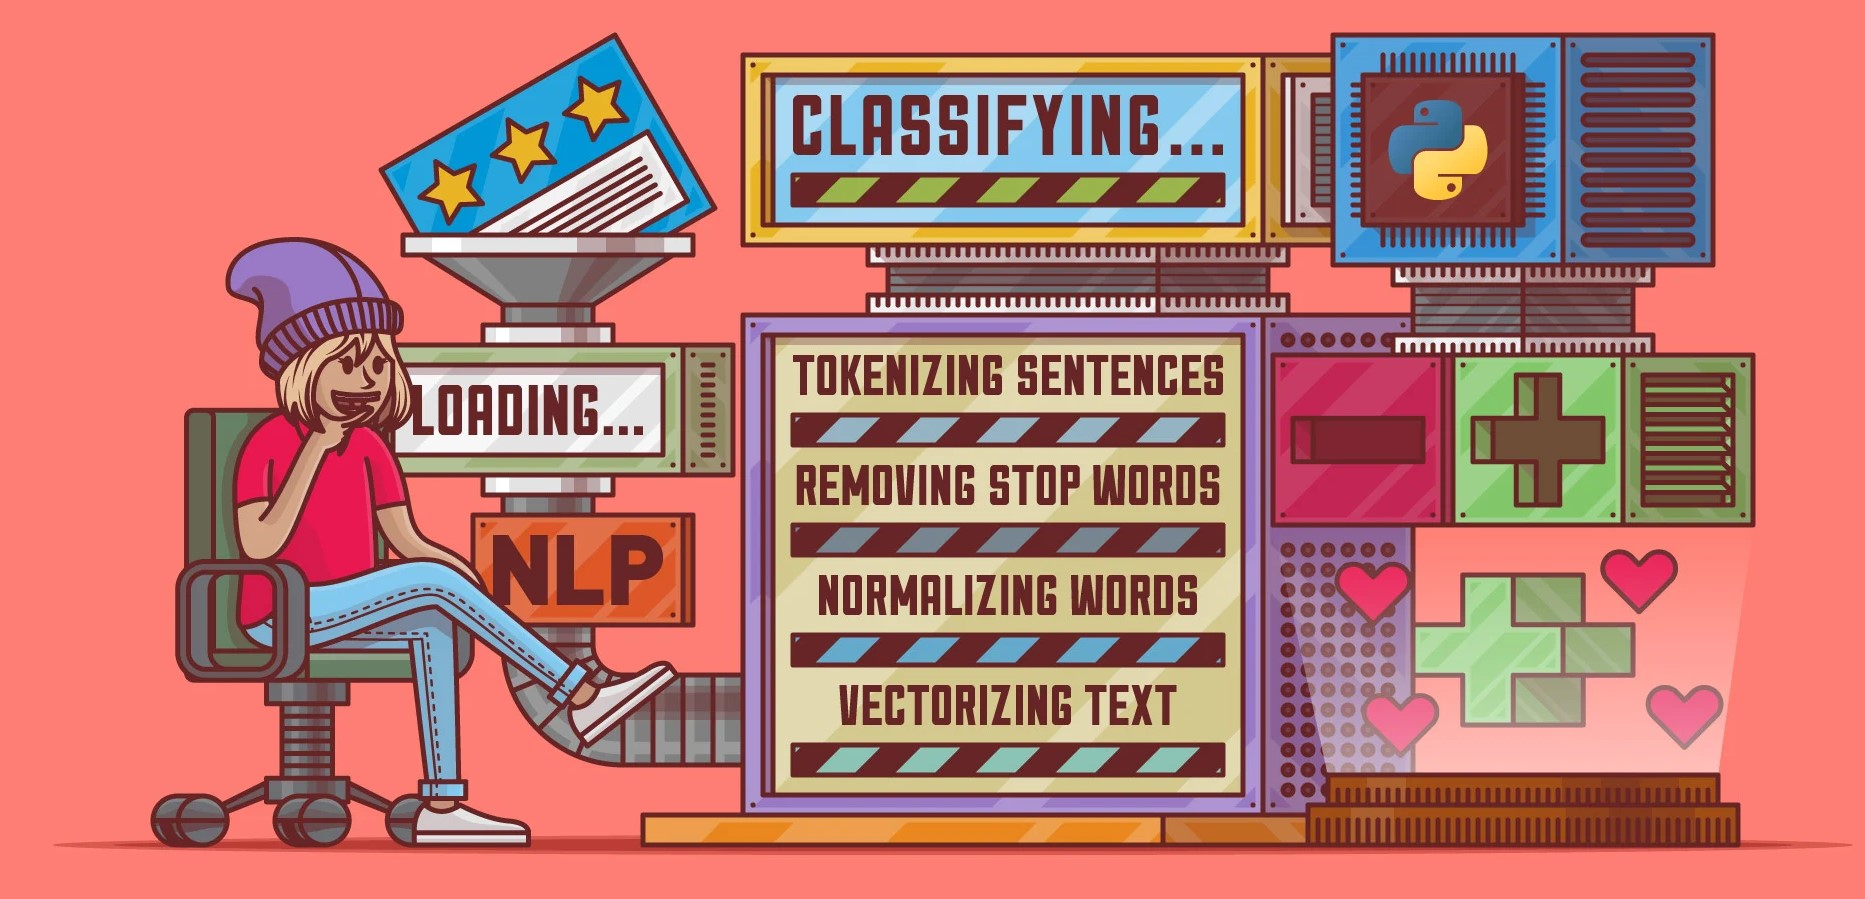 CLASSIFYING...
LOADING...
NLP
TOKENIZING SENTENCES
REMOVING STOP WORDS
NORMALIZING WORDS
VECTORIZING TEXT